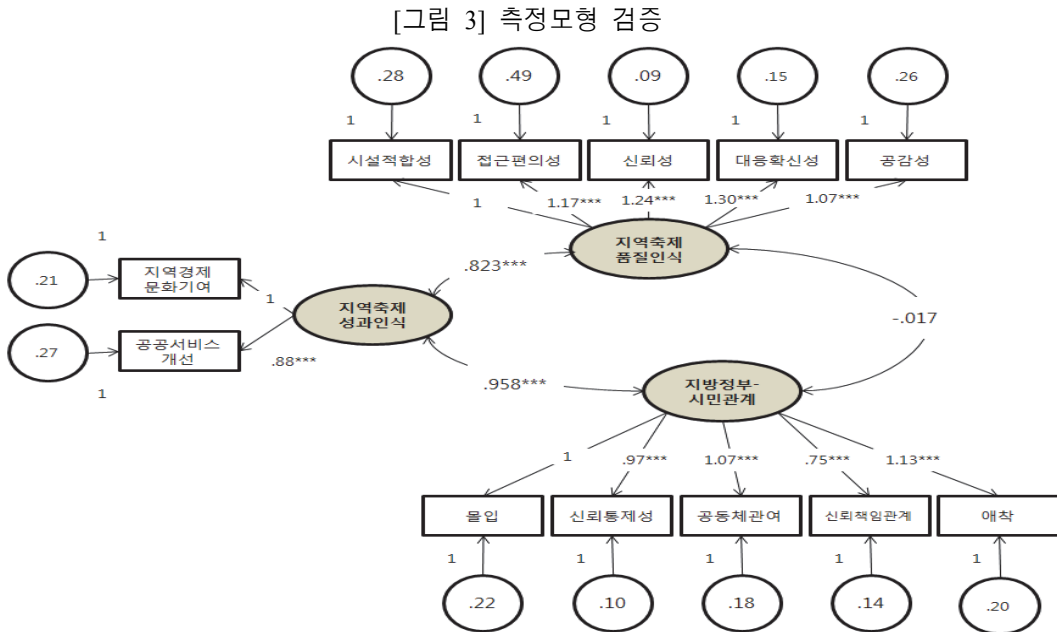 [그림 3] 측정모형 검증
.28
.49
.09
.15
.26
1
1
1
1
1
시설적합성
접근편의성
신뢰성
대응확신성
공감성
1
1.17***
1.24***
1.30***
1.07***
지역축제
품질인식
1
.21
지역경제
문화기여
1
.823***
지역축제
성과인식
-.017
.27
공공서비스
개선
.88***
1
.958***
지방정부-
시민관계
1
.97***
1.07***
.75***
1.13***
몰입
신뢰통제성
공동체관여
신뢰책임관계
애착
1
1
1
1
1
.22
.10
.18
.14
.20